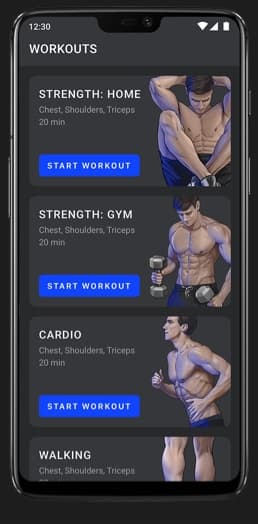 12:30
WORKOUTS
STRENGTH: HOME
Chest, Shoulders, Triceps
20 min
START WORKOUT
STRENGTH: GYM
Chest, Shoulders, Triceps
20 min
START WORKOUT
CARDIO
Chest, Shoulders, Triceps
20 min
START WORKOUT
WALKING
Chest, Shoulders, Triceps